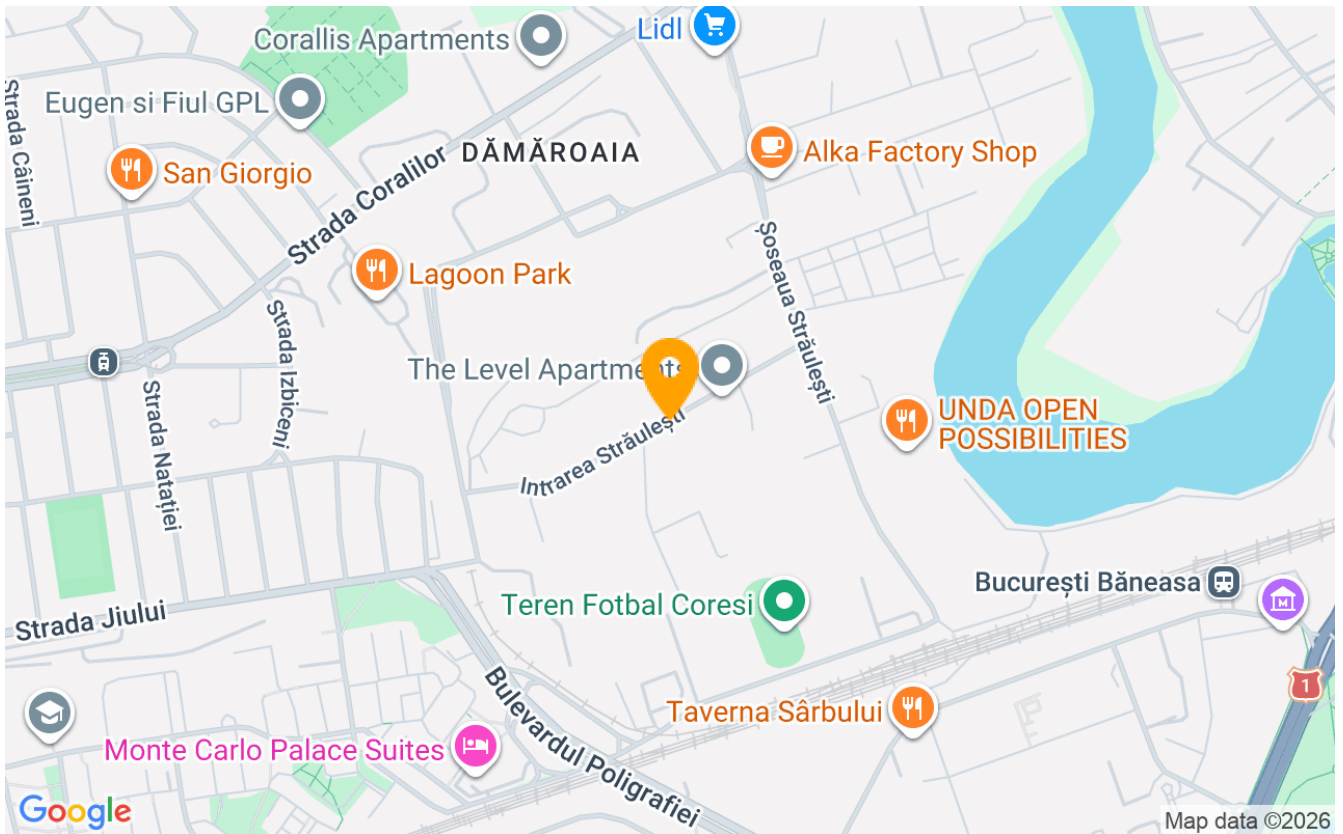 Lidl
Corallis Apartments
Eugen si Fiul GPL
Strada Câineni
San Giorgio
DĂMĂROAIA
Alka Factory Shop
Strada Coralilor
Lagoon Park
Șoseaua Străulești
Strada Izbiceni
The Level Apartments
Strada Natației
Intrarea Străulești
UNDA OPEN
POSSIBILITIES
București Băneasa
Teren Fotbal Coresi
Strada Jiului
1
Bulevardul Poligrafiei
Taverna Sârbului
Monte Carlo Palace Suites
Google
Map data ©2026